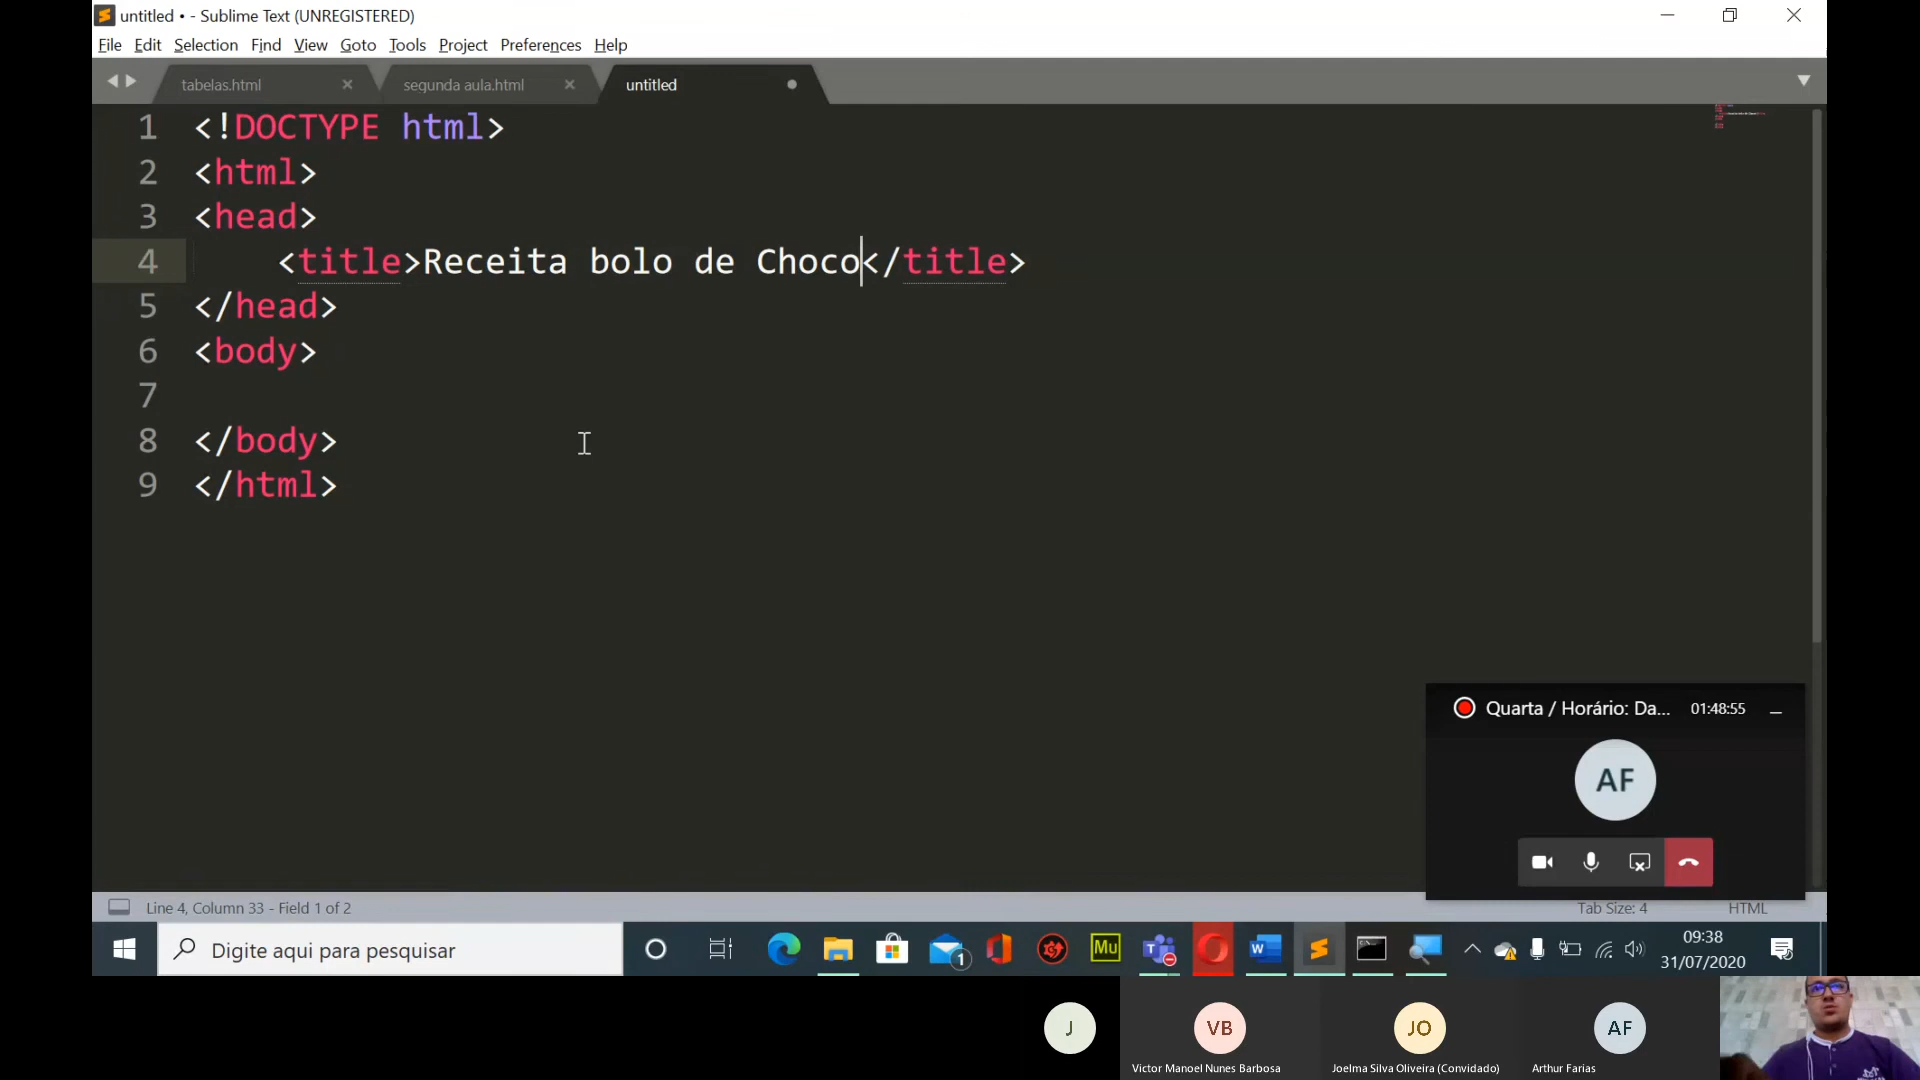 untitled • - Sublime Text (UNREGISTERED)
File Edit Selection Find View Goto Tools Project Preferences Help
tabelas.html segunda aula.html untitled
1 <!DOCTYPE html>
2 <html>
3 <head>
4 <title>Receita bolo de Choco</title>
5 </head>
6 <body>
7
8 </body>
9 </html>
Quarta / Horário: Da... 01:48:55
AF
Line 4, Column 33 - Field 1 of 2
Tab Size: 4 HTML
Digite aqui para pesquisar
1
Mu
09:38
31/07/2020
J VB JO AF
Victor Manoel Nunes Barbosa Joelma Silva Oliveira (Convidado) Arthur Farias